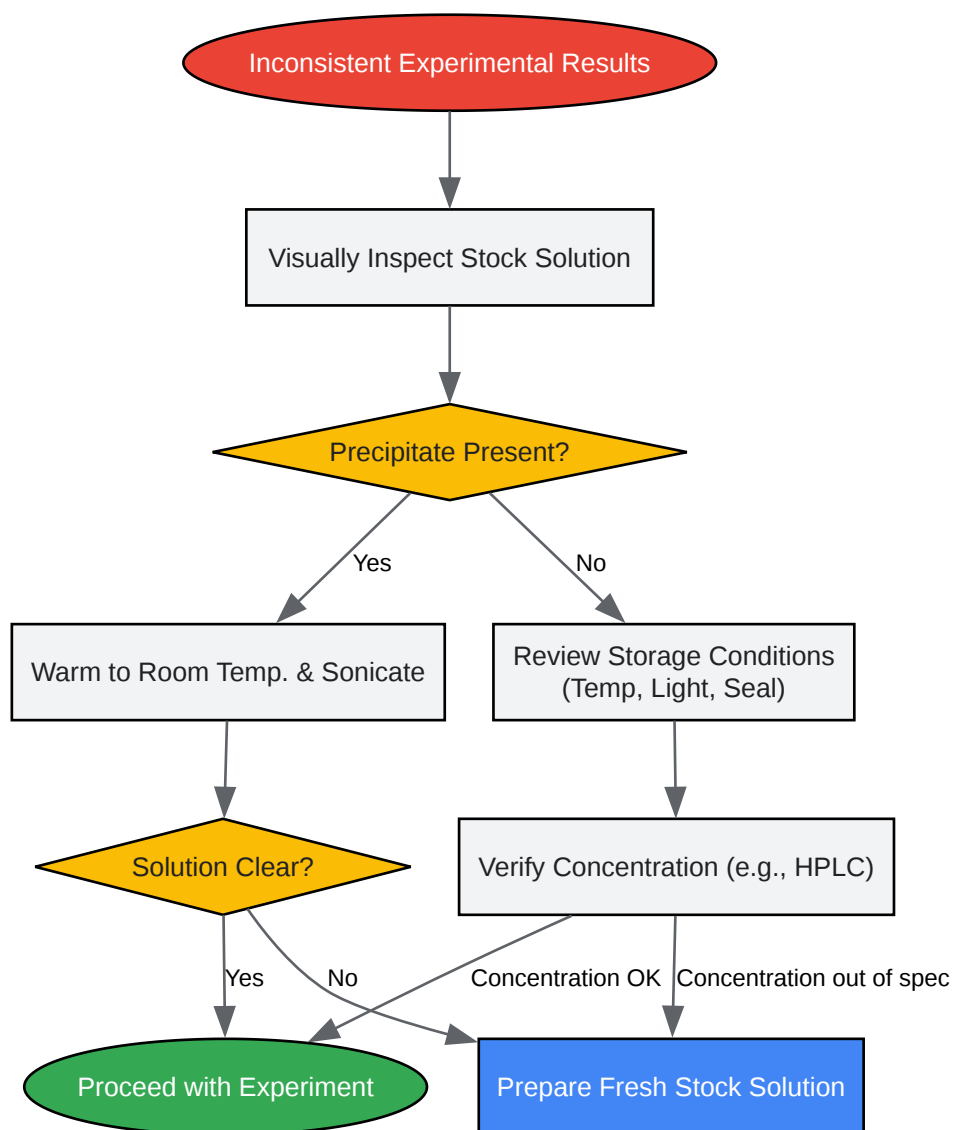 Inconsistent Experimental Results
Visually Inspect Stock Solution
Precipitate Present?
Yes
No
Warm to Room Temp. & Sonicate
Review Storage Conditions
(Temp, Light, Seal)
Solution Clear?
Verify Concentration (e.g., HPLC)
Yes
No
Concentration OK
Concentration out of spec
Proceed with Experiment
Prepare Fresh Stock Solution